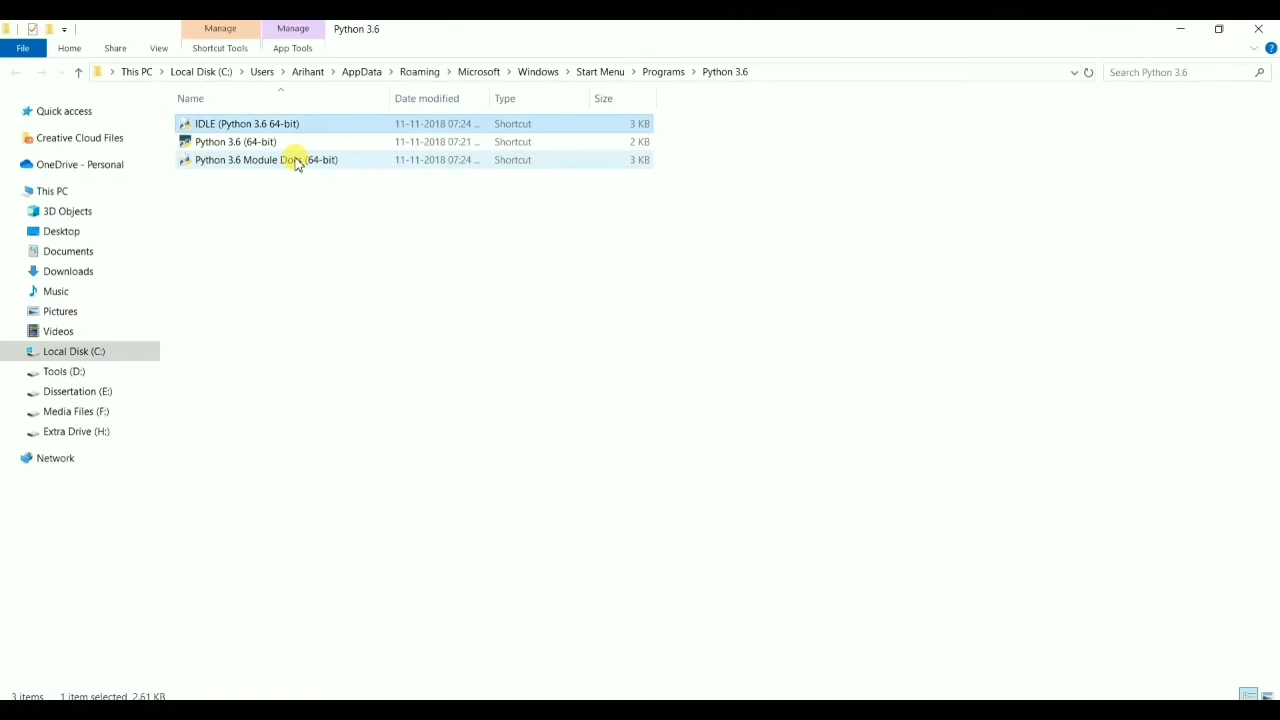 Manage Manage Python 3.6
File Home Share View Shortcut Tools App Tools
This PC > Local Disk (C:) > Users > Arihant > AppData > Roaming > Microsoft > Windows > Start Menu > Programs > Python 3.6
Search Python 3.6
Name Date modified Type Size
IDLE (Python 3.6 64-bit) 11-11-2018 07:24 ... Shortcut 3 KB
Python 3.6 (64-bit) 11-11-2018 07:21 ... Shortcut 2 KB
Python 3.6 Module Docs (64-bit) 11-11-2018 07:24 ... Shortcut 3 KB
Quick access
Creative Cloud Files
OneDrive - Personal
This PC
3D Objects
Desktop
Documents
Downloads
Music
Pictures
Videos
Local Disk (C:)
Tools (D:)
Dissertation (E:)
Media Files (F:)
Extra Drive (H:)
Network
3 items 1 item selected 2.61 KB